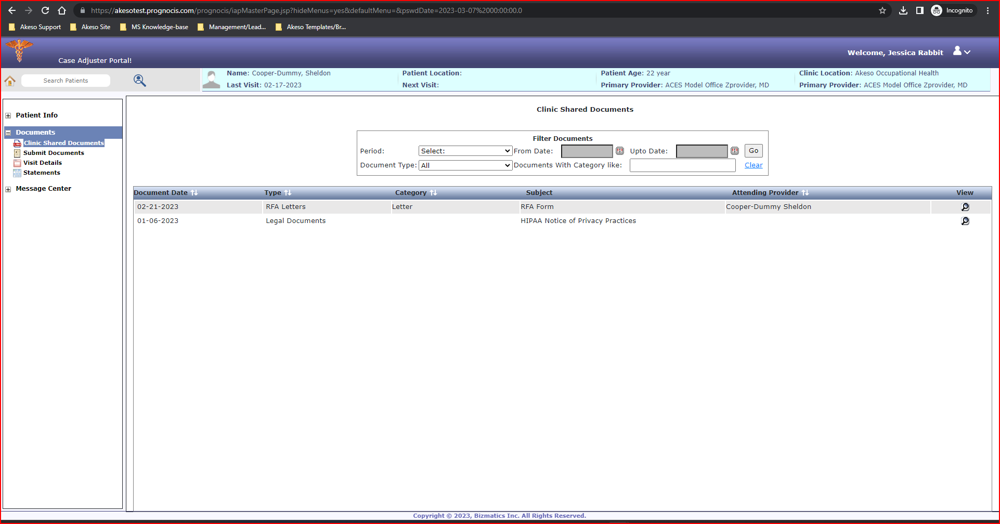 https://akesotest.prognocis.com/prognocis/iapMasterPage.jsp?hideMenus=yes&defaultMenu=&pswdDate=2023-03-07%2000:00:00.0 Incognito
Akeso Support Akeso Site MS Knowledge-base Management/Lead... Akeso Templates/Br...
Case Adjuster Portal! Welcome, Jessica Rabbit
Search Patients
Name: Cooper-Dummy, Sheldon Patient Location: Patient Age: 22 year Clinic Location: Akeso Occupational Health
Last Visit: 02-17-2023 Next Visit: Primary Provider: ACES Model Office Zprovider, MD Primary Provider: ACES Model Office Zprovider, MD
Patient Info
Documents
Clinic Shared Documents
Submit Documents
Visit Details
Statements
Message Center
Clinic Shared Documents
Filter Documents
Period: Select: From Date: Upto Date: Go
Document Type: All Documents With Category like: Clear
Document Date Type Category Subject Attending Provider View
02-21-2023 RFA Letters Letter RFA Form Cooper-Dummy Sheldon
01-06-2023 Legal Documents HIPAA Notice of Privacy Practices
Copyright © 2023, Bizmatics Inc. All Rights Reserved.